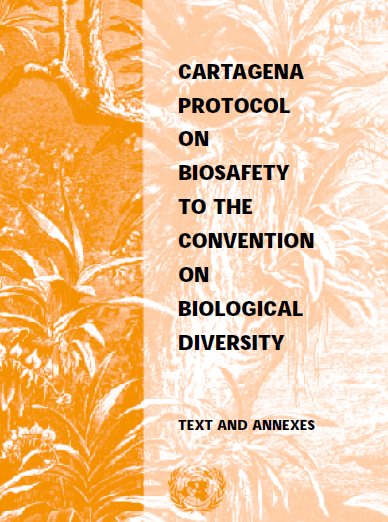 CARTAGENA
PROTOCOL
ON
BIOSAFETY
TO THE
CONVENTION
ON
BIOLOGICAL
DIVERSITY
TEXT AND ANNEXES